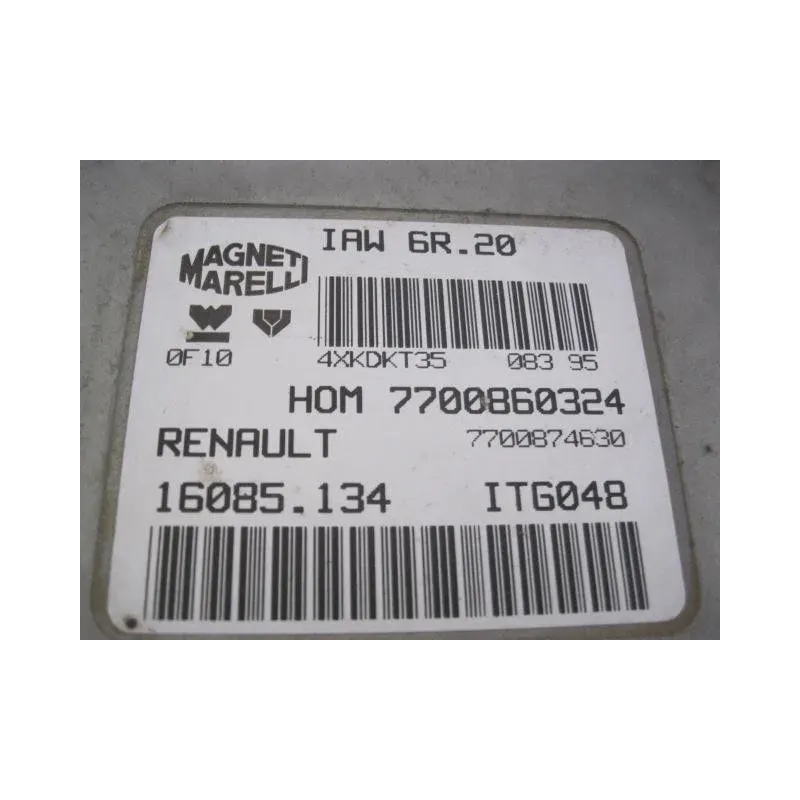 IAW 6R.20
MAGNETI
MARELLI
0F10
4XKDKT35 083 95
HOM 7700860324
RENAULT 7700874630
16085.134 ITG048